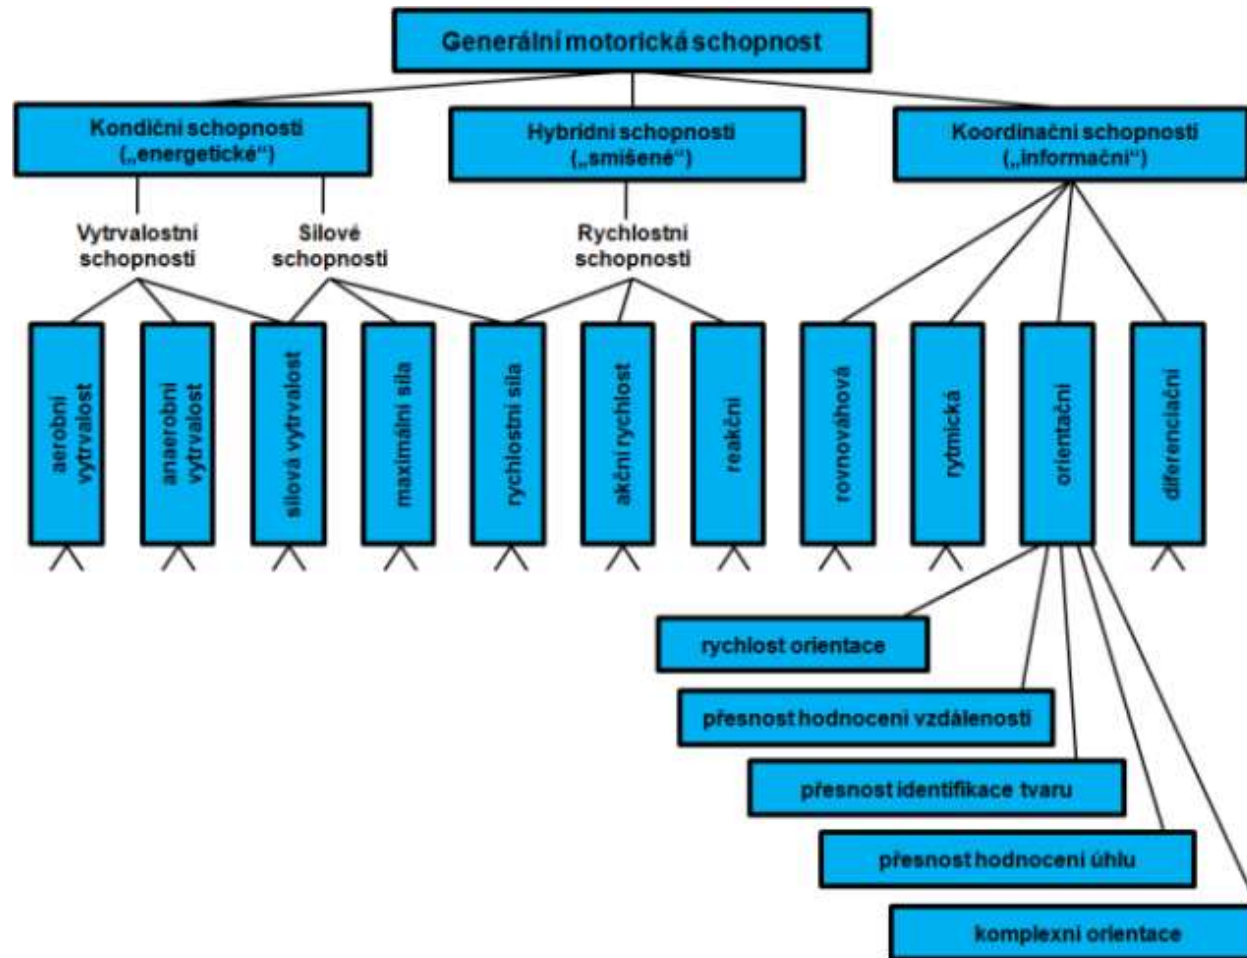 Generální motorická schopnost
Kondiční schopnosti
(„energetické“)
Hybridní schopnosti
(„smíšené“)
Koordinační schopnosti
(„informační“)
Vytrvalostní
schopnosti
Silové
schopnosti
Rychlostní
schopnosti
aerobní
vytrvalost
anaerobní
vytrvalost
silová vytrvalost
maximální síla
rychlostní síla
akční rychlost
reakční
rovnováhová
rytmická
orientační
diferenciační
rychlost orientace
přesnost hodnocení vzdálenosti
přesnost identifikace tvaru
přesnost hodnocení úhlu
komplexní orientace